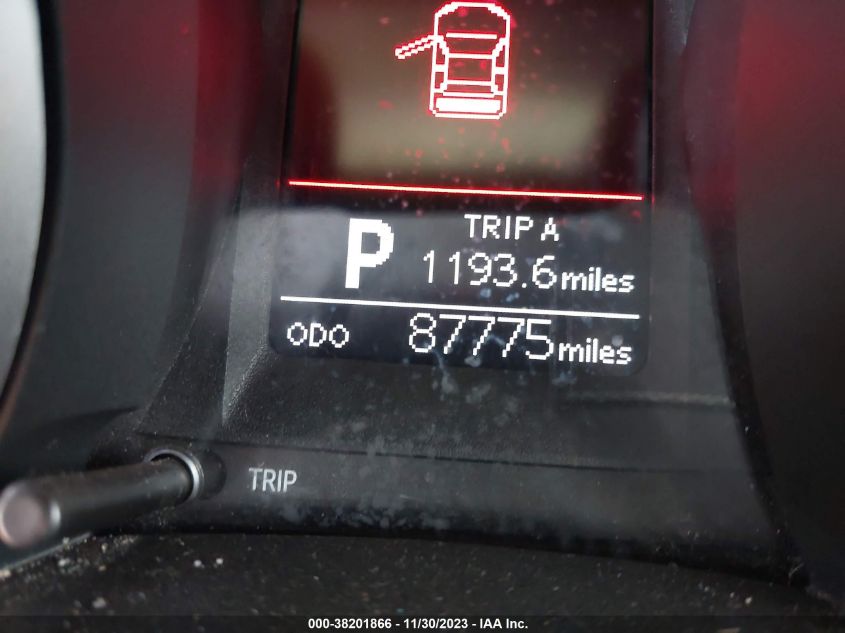 TRIP A
P 1193.6 miles
ODO 87775 miles
TRIP
000-38201866 - 11/30/2023 - IAA Inc.